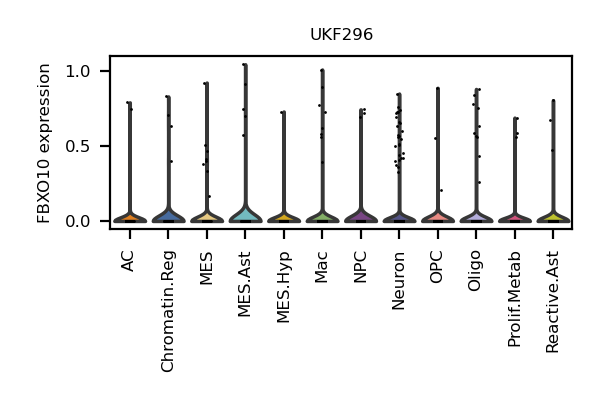 UKF296
FBXO10 expression
1.0
0.5
0.0
AC
Chromatin.Reg
MES
MES.Ast
MES.Hyp
Mac
NPC
Neuron
OPC
Oligo
Prolif.Metab
Reactive.Ast